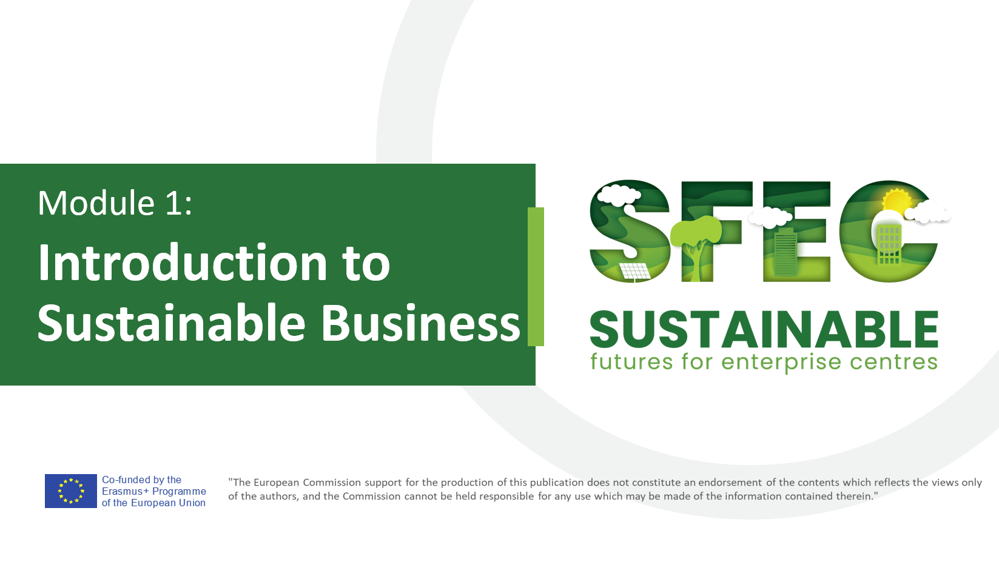 Module 1:
Introduction to
Sustainable Business
SFEC
SUSTAINABLE
futures for enterprise centres
Co-funded by the
Erasmus+ Programme
of the European Union
"The European Commission support for the production of this publication does not constitute an endorsement of the contents which reflects the views only
of the authors, and the Commission cannot be held responsible for any use which may be made of the information contained therein."